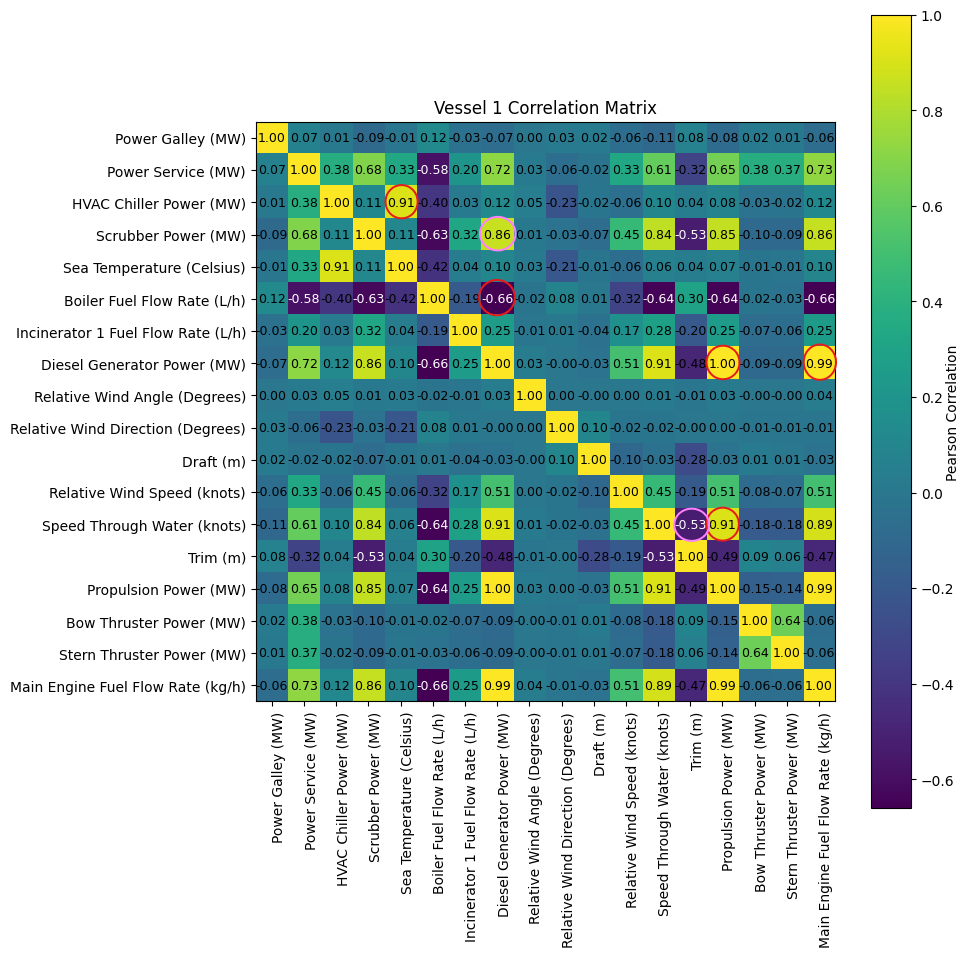 Vessel 1 Correlation Matrix
Power Galley (MW) 1.00 0.07 0.01 -0.09 -0.01 0.12 -0.03 -0.07 0.00 0.03 0.02 -0.06 -0.11 0.08 -0.08 0.02 0.01 -0.06
Power Service (MW) 0.07 1.00 0.38 0.68 0.33 -0.58 0.20 0.72 0.03 -0.06 -0.02 0.33 0.61 -0.32 0.65 0.38 0.37 0.73
HVAC Chiller Power (MW) 0.01 0.38 1.00 0.11 0.91 -0.40 0.03 0.12 0.05 -0.23 -0.02 -0.06 0.10 0.04 0.08 -0.03 -0.02 0.12
Scrubber Power (MW) -0.09 0.68 0.11 1.00 0.11 -0.63 0.32 0.86 0.01 -0.03 -0.07 0.45 0.84 -0.53 0.85 -0.10 -0.09 0.86
Sea Temperature (Celsius) -0.01 0.33 0.91 0.11 1.00 -0.42 0.04 0.10 0.03 -0.21 -0.01 -0.06 0.06 0.04 0.07 -0.01 -0.01 0.10
Boiler Fuel Flow Rate (L/h) 0.12 -0.58 -0.40 -0.63 -0.42 1.00 -0.19 -0.66 -0.02 0.08 0.01 -0.32 -0.64 0.30 -0.64 -0.02 -0.03 -0.66
Incinerator 1 Fuel Flow Rate (L/h) -0.03 0.20 0.03 0.32 0.04 -0.19 1.00 0.25 -0.01 0.01 -0.04 0.17 0.28 -0.20 0.25 -0.07 -0.06 0.25
Diesel Generator Power (MW) -0.07 0.72 0.12 0.86 0.10 -0.66 0.25 1.00 0.03 -0.00 -0.03 0.51 0.91 -0.48 1.00 -0.09 -0.09 0.99
Relative Wind Angle (Degrees) 0.00 0.03 0.05 0.01 0.03 -0.02 -0.01 0.03 1.00 0.00 -0.00 0.00 0.01 -0.01 0.03 -0.00 -0.00 0.04
Relative Wind Direction (Degrees) 0.03 -0.06 -0.23 -0.03 -0.21 0.08 0.01 -0.00 0.00 1.00 0.10 -0.02 -0.02 -0.00 0.00 -0.01 -0.01 -0.01
Draft (m) 0.02 -0.02 -0.02 -0.07 -0.01 0.01 -0.04 -0.03 -0.00 0.10 1.00 -0.10 -0.03 -0.28 -0.03 0.01 0.01 -0.03
Relative Wind Speed (knots) -0.06 0.33 -0.06 0.45 -0.06 -0.32 0.17 0.51 0.00 -0.02 -0.10 1.00 0.45 -0.19 0.51 -0.08 -0.07 0.51
Speed Through Water (knots) -0.11 0.61 0.10 0.84 0.06 -0.64 0.28 0.91 0.01 -0.02 -0.03 0.45 1.00 -0.53 0.91 -0.18 -0.18 0.89
Trim (m) 0.08 -0.32 0.04 -0.53 0.04 0.30 -0.20 -0.48 -0.01 -0.00 -0.28 -0.19 -0.53 1.00 -0.49 0.09 0.06 -0.47
Propulsion Power (MW) -0.08 0.65 0.08 0.85 0.07 -0.64 0.25 1.00 0.03 0.00 -0.03 0.51 0.91 -0.49 1.00 -0.15 -0.14 0.99
Bow Thruster Power (MW) 0.02 0.38 -0.03 -0.10 -0.01 -0.02 -0.07 -0.09 -0.00 -0.01 0.01 -0.08 -0.18 0.09 -0.15 1.00 0.64 -0.06
Stern Thruster Power (MW) 0.01 0.37 -0.02 -0.09 -0.01 -0.03 -0.06 -0.09 -0.00 -0.01 0.01 -0.07 -0.18 0.06 -0.14 0.64 1.00 -0.06
Main Engine Fuel Flow Rate (kg/h) -0.06 0.73 0.12 0.86 0.10 -0.66 0.25 0.99 0.04 -0.01 -0.03 0.51 0.89 -0.47 0.99 -0.06 -0.06 1.00
Power Galley (MW)
Power Service (MW)
HVAC Chiller Power (MW)
Scrubber Power (MW)
Sea Temperature (Celsius)
Boiler Fuel Flow Rate (L/h)
Incinerator 1 Fuel Flow Rate (L/h)
Diesel Generator Power (MW)
Relative Wind Angle (Degrees)
Relative Wind Direction (Degrees)
Draft (m)
Relative Wind Speed (knots)
Speed Through Water (knots)
Trim (m)
Propulsion Power (MW)
Bow Thruster Power (MW)
Stern Thruster Power (MW)
Main Engine Fuel Flow Rate (kg/h)
1.0
0.8
0.6
0.4
0.2
0.0
−0.2
−0.4
−0.6
Pearson Correlation